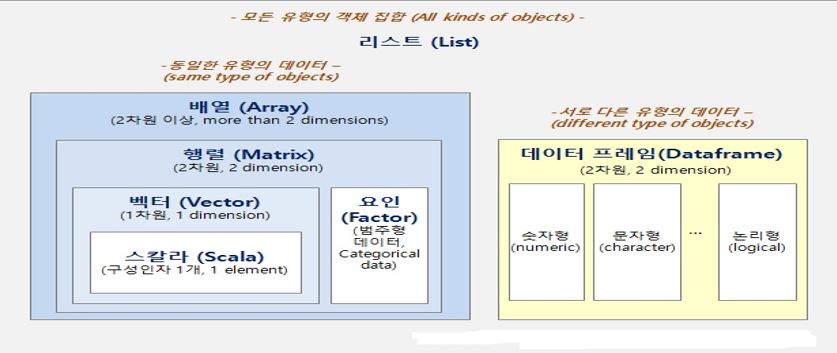 - 모든 유형의 객체 집합 (All kinds of objects) -
리스트 (List)
-동일한 유형의 데이터 –
(same type of objects)
배열 (Array)
(2차원 이상, more than 2 dimensions)
행렬 (Matrix)
(2차원, 2 dimension)
벡터 (Vector)
(1차원, 1 dimension)
스칼라 (Scala)
(구성인자 1개, 1 element)
요인
(Factor)
(범주형
데이터,
Categorical
data)
-서로 다른 유형의 데이터 –
(different type of objects)
데이터 프레임(Dataframe)
(2차원, 2 dimension)
숫자형
(numeric)
문자형
(character)
...
논리형
(logical)